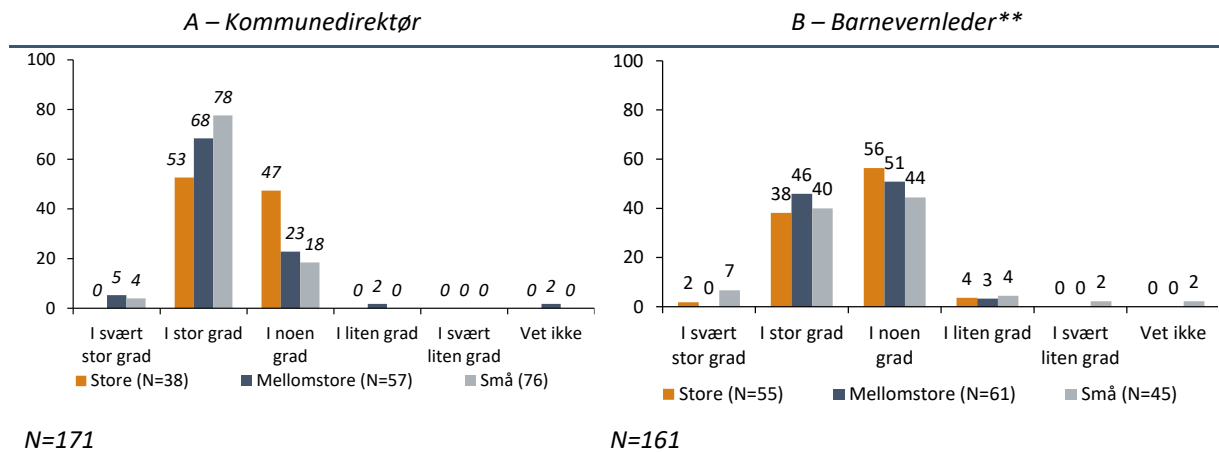 A – Kommunedirektør
100
80
60
40
20
0
0 5 4
53 68 78
47 23 18
0 2 0
0 0 0
0 2 0
I svært stor grad
I stor grad
I noen grad
I liten grad
I svært liten grad
Vet ikke
Store (N=38) Mellomstore (N=57) Små (76)
N=171
B – Barnevernleder**
100
80
60
40
20
0
2 0 7
38 46 40
56 51 44
4 3 4
0 0 2
0 0 2
I svært stor grad
I stor grad
I noen grad
I liten grad
I svært liten grad
Vet ikke
Store (N=55) Mellomstore (N=61) Små (N=45)
N=161